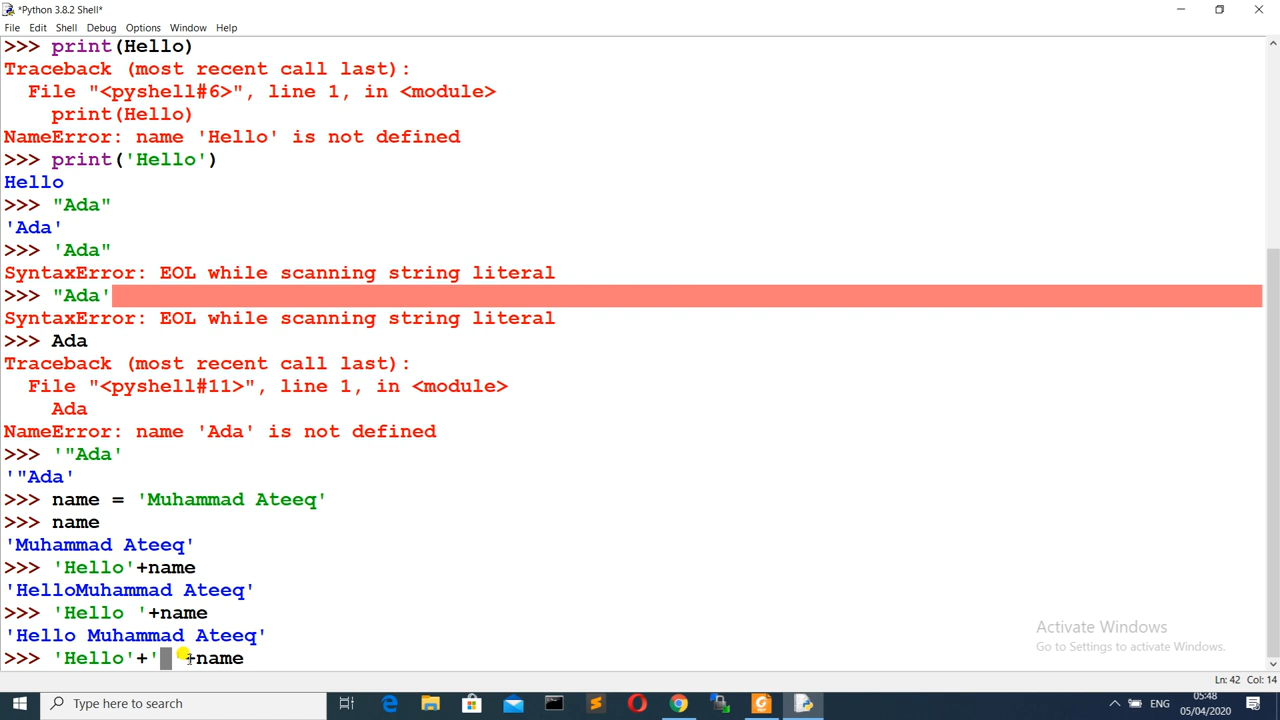 *Python 3.8.2 Shell*
File Edit Shell Debug Options Window Help
>>> print(Hello)
Traceback (most recent call last):
  File "<pyshell#6>", line 1, in <module>
    print(Hello)
NameError: name 'Hello' is not defined
>>> print('Hello')
Hello
>>> "Ada"
'Ada'
>>> 'Ada"
SyntaxError: EOL while scanning string literal
>>> "Ada'
SyntaxError: EOL while scanning string literal
>>> Ada
Traceback (most recent call last):
  File "<pyshell#11>", line 1, in <module>
    Ada
NameError: name 'Ada' is not defined
>>> '"Ada'
'"Ada'
>>> name = 'Muhammad Ateeq'
>>> name
'Muhammad Ateeq'
>>> 'Hello'+name
'HelloMuhammad Ateeq'
>>> 'Hello '+name
'Hello Muhammad Ateeq'
>>> 'Hello'+' '+name
Activate Windows
Go to Settings to activate Windows.
Ln: 42 Col: 14
Type here to search
ENG
05:48
05/04/2020